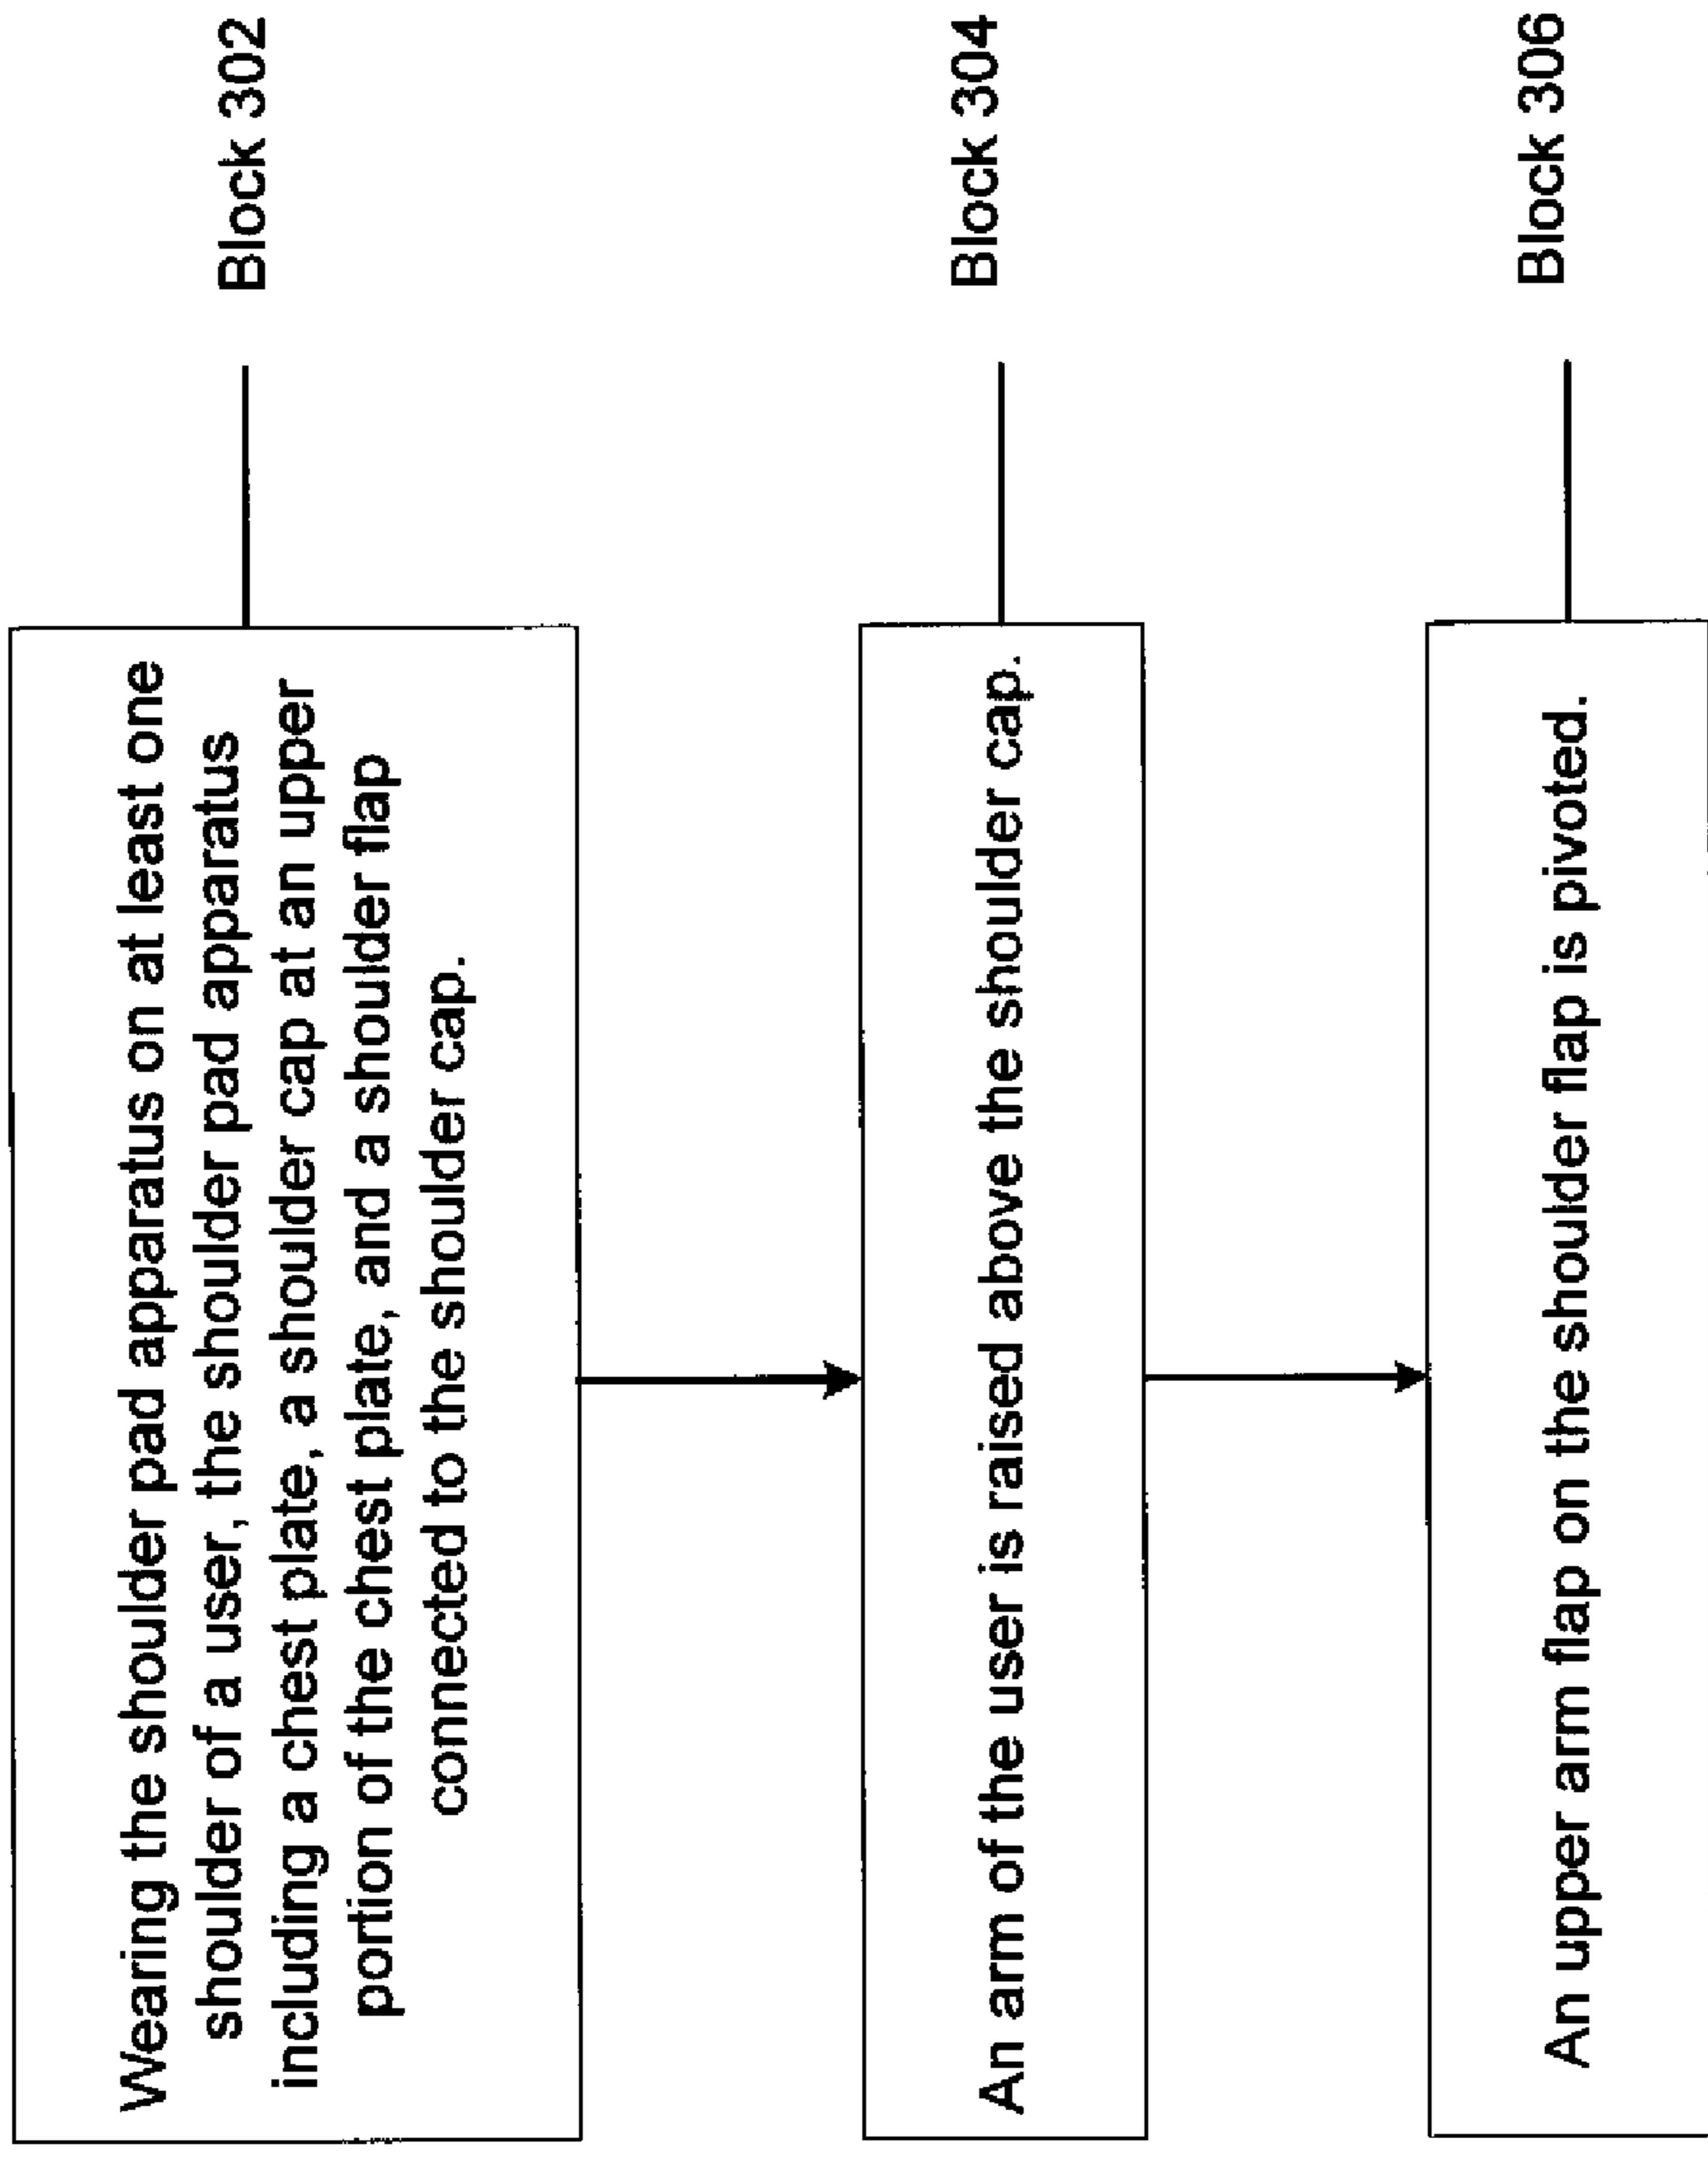 Wearing the shoulder pad apparatus on at least one
shoulder of a user, the shoulder pad apparatus
including a chest plate, a shoulder cap at an upper
portion of the chest plate, and a shoulder flap
connected to the shoulder cap.
Block 302
An arm of the user is raised above the shoulder cap.
Block 304
An upper arm flap on the shoulder flap is pivoted.
Block 306